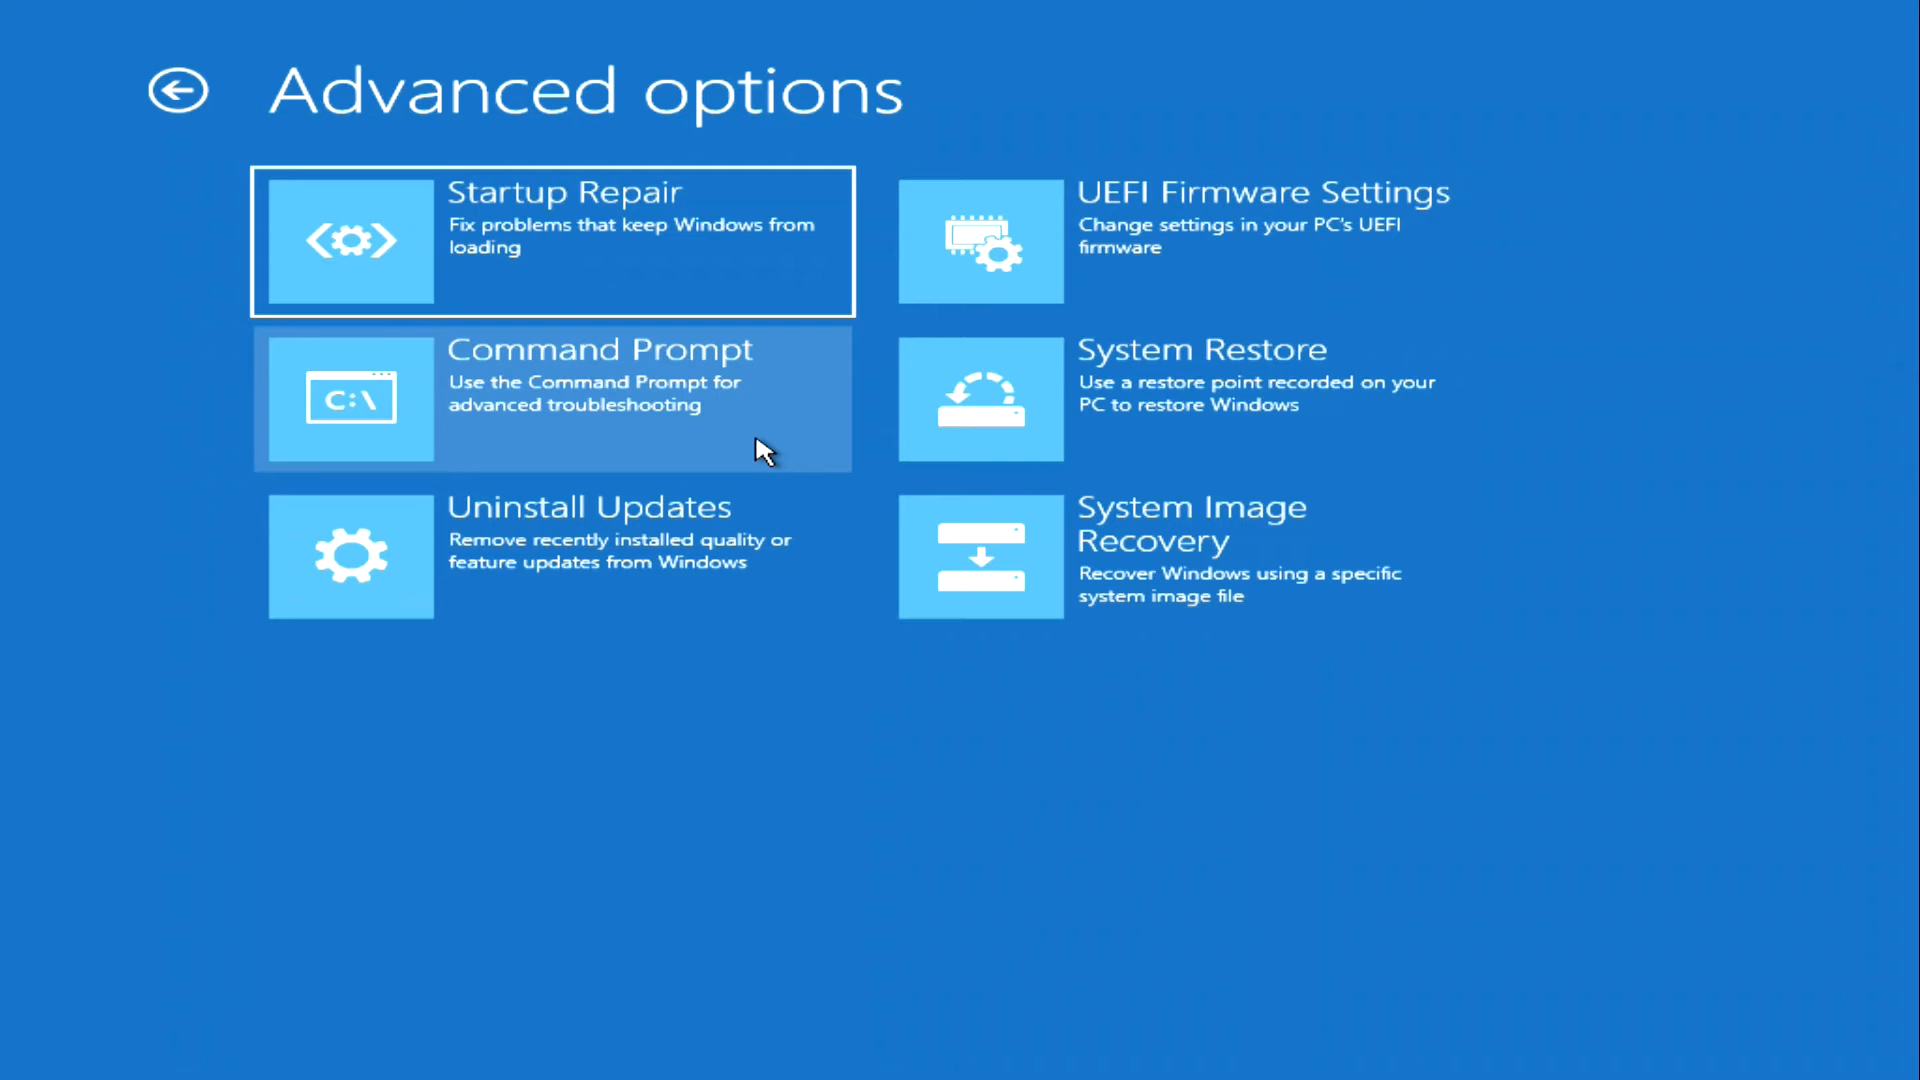 Advanced options
Startup Repair
Fix problems that keep Windows from
loading
UEFI Firmware Settings
Change settings in your PC's UEFI
firmware
C:\
Command Prompt
Use the Command Prompt for
advanced troubleshooting
System Restore
Use a restore point recorded on your
PC to restore Windows
Uninstall Updates
Remove recently installed quality or
feature updates from Windows
System Image
Recovery
Recover Windows using a specific
system image file